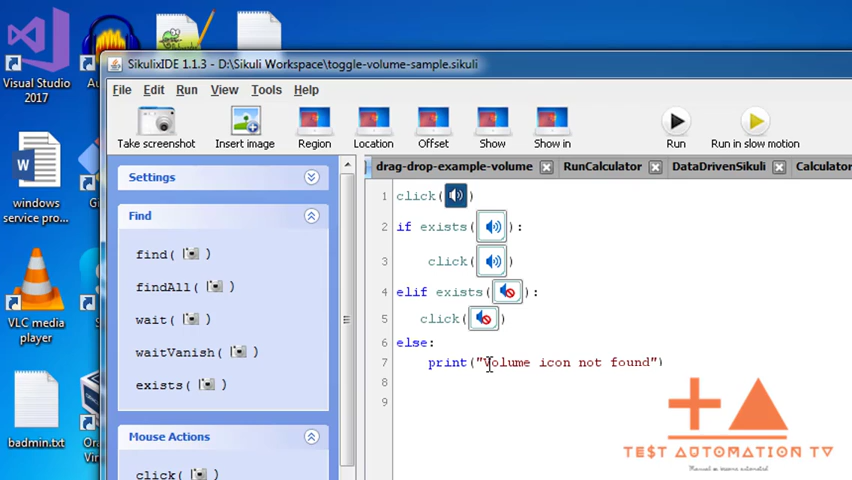 Visual Studio
2017
SikulixIDE 1.1.3 - D:\Sikuli Workspace\toggle-volume-sample.sikuli
File Edit Run View Tools Help
Take screenshot Insert image Region Location Offset Show Show in Run Run in slow motion
drag-drop-example-volume RunCalculator DataDrivenSikuli Calculator
Settings
Find
find( )
findAll( )
wait( )
waitVanish( )
exists( )
Mouse Actions
click( )
1 click( )
2 if exists( ):
3 click( )
4 elif exists( ):
5 click( )
6 else:
7 print("Volume icon not found")
8
9
windows
service pro...
VLC media
player
badmin.txt
TE$T AUTOMATION TV